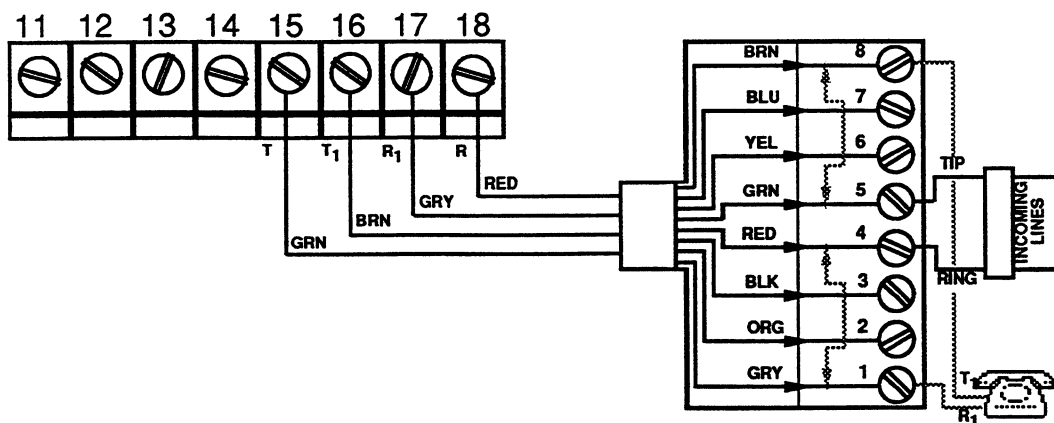 11 12 13 14 15 16 17 18
T T1 R1 R
RED
GRY
BRN
GRN
BRN 8
BLU 7
YEL 6
GRN 5
RED 4
BLK 3
ORG 2
GRY 1
TIP
RING
INCOMING
LINES
T1
R1